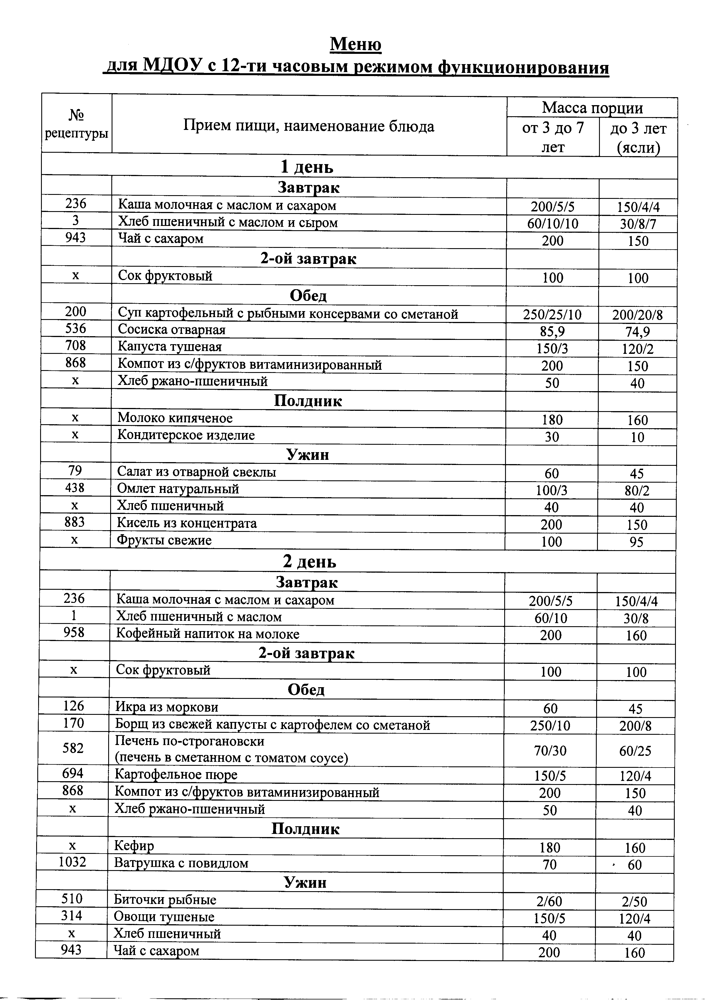 Меню
для МДОУ с 12-ти часовым режимом функционирования
№ рецептуры Прием пищи, наименование блюда Масса порции
от 3 до 7 лет до 3 лет (ясли)
1 день
Завтрак
236 Каша молочная с маслом и сахаром 200/5/5 150/4/4
3 Хлеб пшеничный с маслом и сыром 60/10/10 30/8/7
943 Чай с сахаром 200 150
2-ой завтрак
х Сок фруктовый 100 100
Обед
200 Суп картофельный с рыбными консервами со сметаной 250/25/10 200/20/8
536 Сосиска отварная 85,9 74,9
708 Капуста тушеная 150/3 120/2
868 Компот из с/фруктов витаминизированный 200 150
х Хлеб ржано-пшеничный 50 40
Полдник
х Молоко кипяченое 180 160
х Кондитерское изделие 30 10
Ужин
79 Салат из отварной свеклы 60 45
438 Омлет натуральный 100/3 80/2
х Хлеб пшеничный 40 40
883 Кисель из концентрата 200 150
х Фрукты свежие 100 95
2 день
Завтрак
236 Каша молочная с маслом и сахаром 200/5/5 150/4/4
1 Хлеб пшеничный с маслом 60/10 30/8
958 Кофейный напиток на молоке 200 160
2-ой завтрак
х Сок фруктовый 100 100
Обед
126 Икра из моркови 60 45
170 Борщ из свежей капусты с картофелем со сметаной 250/10 200/8
582 Печень по-строгановски
(печень в сметанном с томатом соусе) 70/30 60/25
694 Картофельное пюре 150/5 120/4
868 Компот из с/фруктов витаминизированный 200 150
х Хлеб ржано-пшеничный 50 40
Полдник
х Кефир 180 160
1032 Ватрушка с повидлом 70 60
Ужин
510 Биточки рыбные 2/60 2/50
314 Овощи тушеные 150/5 120/4
х Хлеб пшеничный 40 40
943 Чай с сахаром 200 160